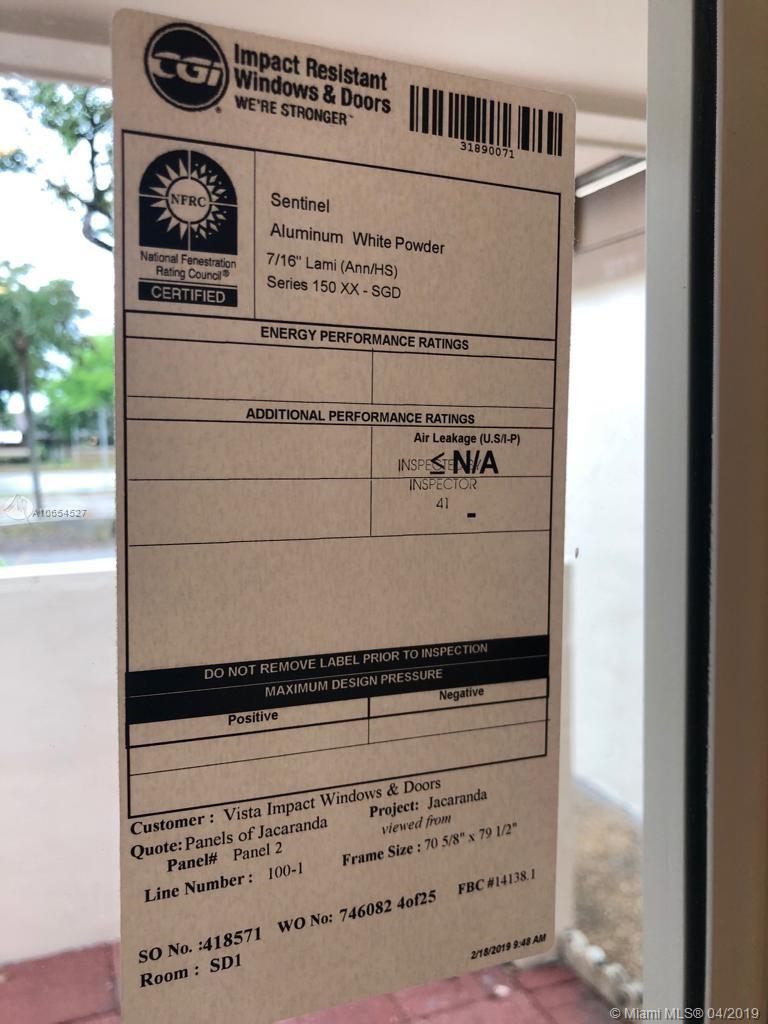 CGI
Impact Resistant
Windows & Doors
WE'RE STRONGER™
31890071
NFRC
National Fenestration
Rating Council®
CERTIFIED
Sentinel
Aluminum White Powder
7/16" Lami (Ann/HS)
Series 150 XX - SGD
ENERGY PERFORMANCE RATINGS
ADDITIONAL PERFORMANCE RATINGS
Air Leakage (U.S/I-P)
≤ N/A
INSPECTED BY
INSPECTOR
41
DO NOT REMOVE LABEL PRIOR TO INSPECTION
MAXIMUM DESIGN PRESSURE
Positive Negative
Customer : Vista Impact Windows & Doors
Quote: Panels of Jacaranda Project: Jacaranda
Panel# Panel 2 viewed from
Line Number : 100-1 Frame Size : 70 5/8" x 79 1/2"
SO No. :418571 WO No: 746082 4of25 FBC #14138.1
Room : SD1 2/18/2019 9:48 AM
A10654527
© Miami MLS® 04/2019